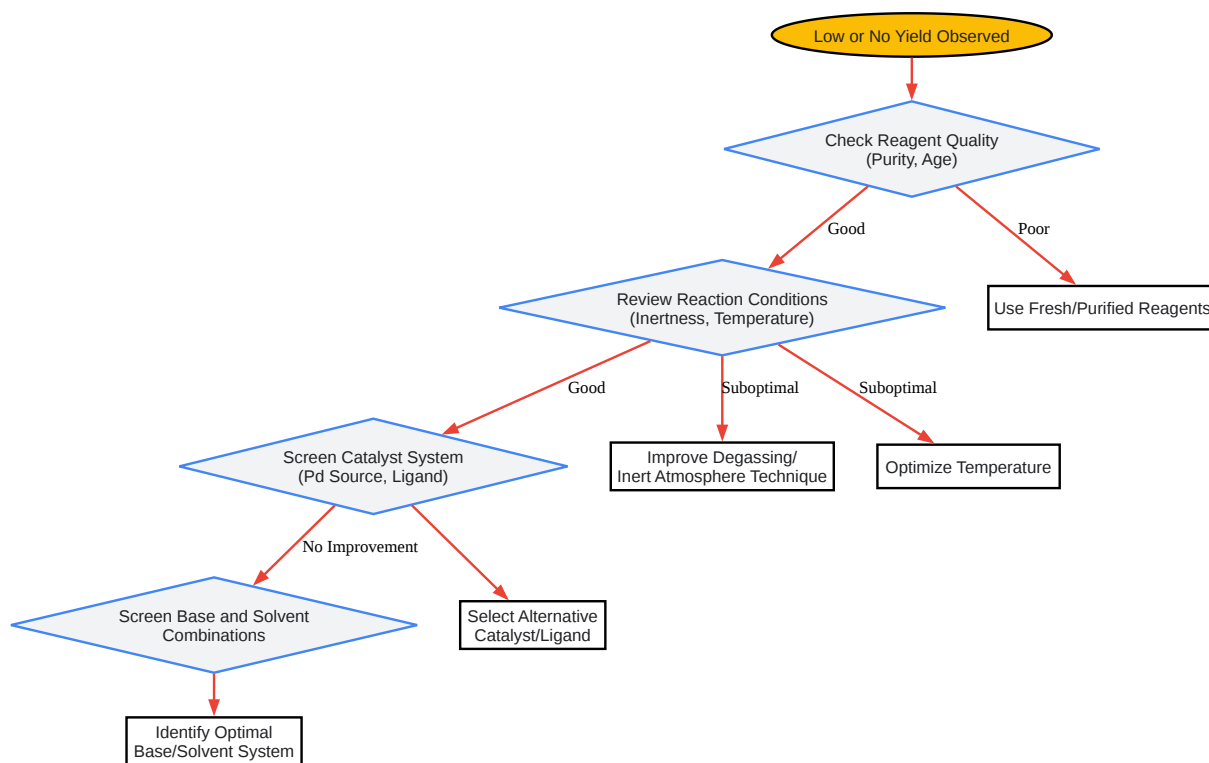 Low or No Yield Observed
Check Reagent Quality
(Purity, Age)
Good
Poor
Review Reaction Conditions
(Inertness, Temperature)
Use Fresh/Purified Reagents
Good
Suboptimal
Suboptimal
Screen Catalyst System
(Pd Source, Ligand)
Improve Degassing/
Inert Atmosphere Technique
Optimize Temperature
No Improvement
Screen Base and Solvent
Combinations
Select Alternative
Catalyst/Ligand
Identify Optimal
Base/Solvent System